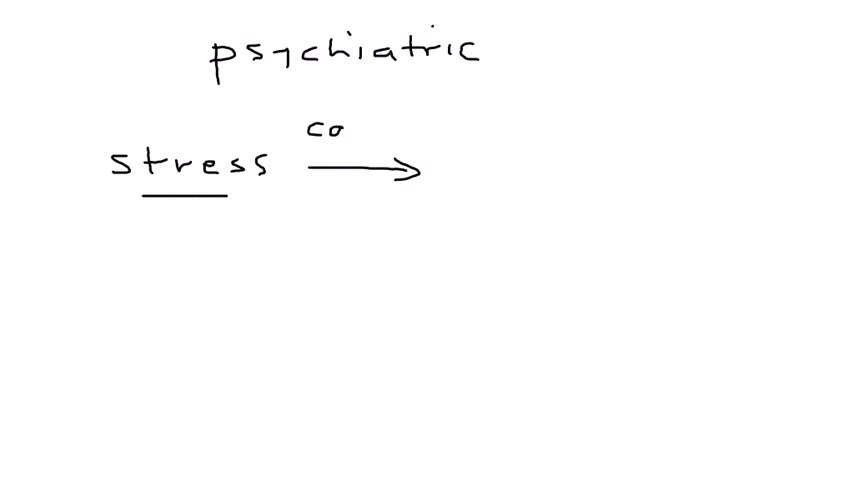 psychiatric
co
stress →